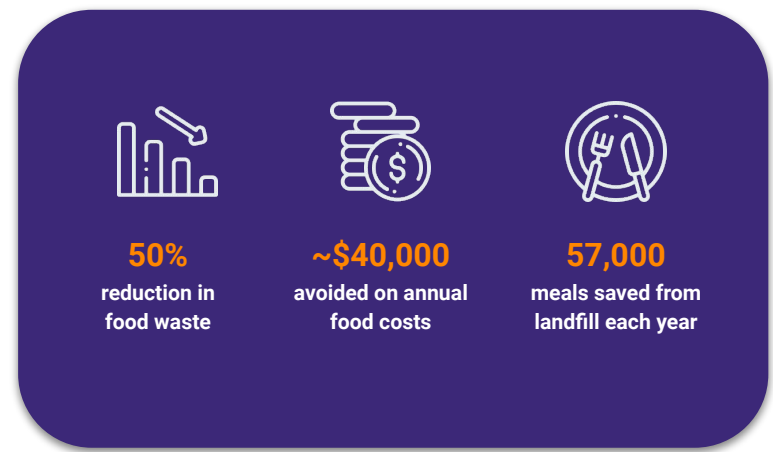 50%
reduction in
food waste
~$40,000
avoided on annual
food costs
57,000
meals saved from
landfill each year